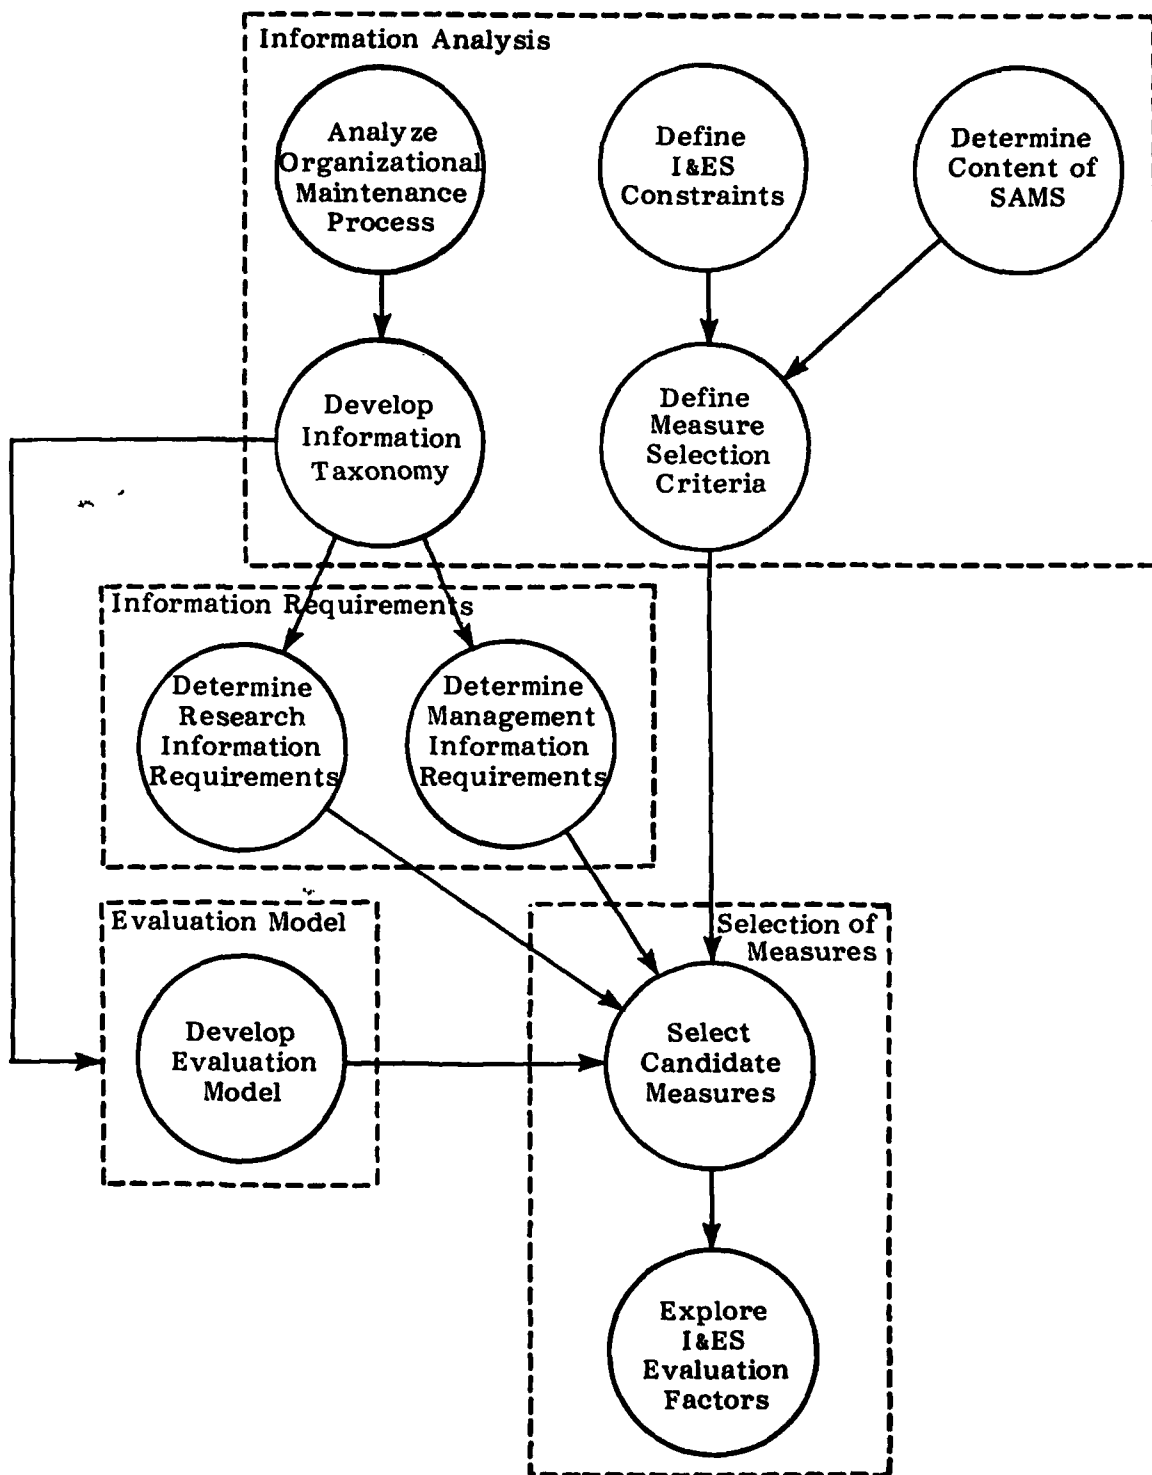 Information Analysis
Analyze
Organizational
Maintenance
Process
Define
I&ES
Constraints
Determine
Content of
SAMS
Develop
Information
Taxonomy
Define
Measure
Selection
Criteria
Information Requirements
Determine
Research
Information
Requirements
Determine
Management
Information
Requirements
Evaluation Model
Selection of
Measures
Develop
Evaluation
Model
Select
Candidate
Measures
Explore
I&ES
Evaluation
Factors